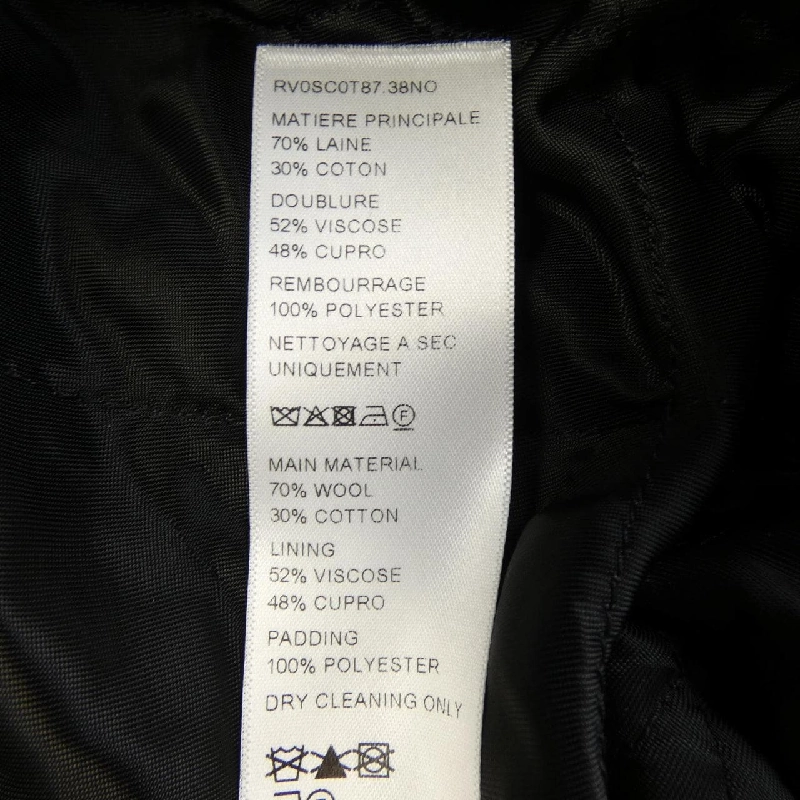 RV0SC0T87.38NO
MATIERE PRINCIPALE
70% LAINE
30% COTON
DOUBLURE
52% VISCOSE
48% CUPRO
REMBOURRAGE
100% POLYESTER
NETTOYAGE A SEC
UNIQUEMENT
F
MAIN MATERIAL
70% WOOL
30% COTTON
LINING
52% VISCOSE
48% CUPRO
PADDING
100% POLYESTER
DRY CLEANING ONLY